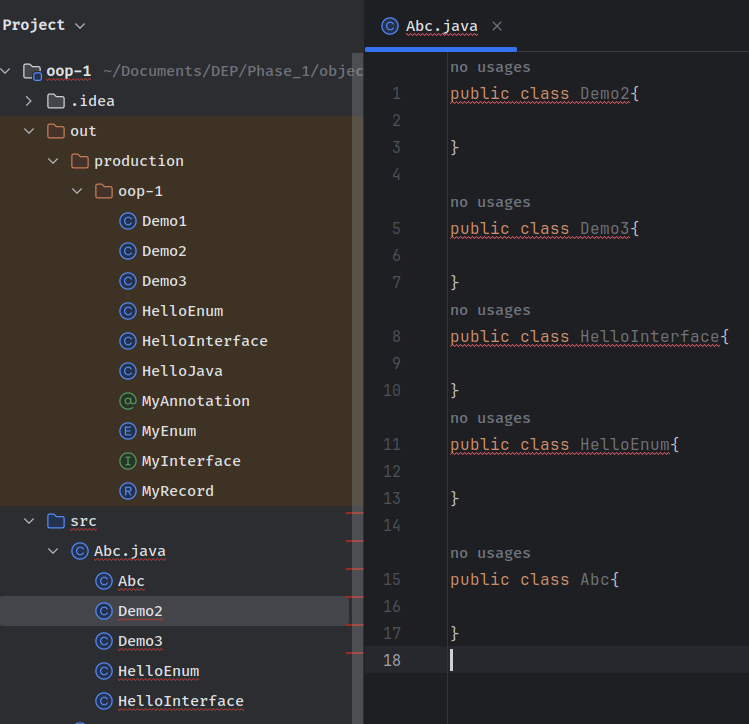 Project
oop-1 ~/Documents/DEP/Phase_1/objec
.idea
out
production
oop-1
Demo1
Demo2
Demo3
HelloEnum
HelloInterface
HelloJava
MyAnnotation
MyEnum
MyInterface
MyRecord
src
Abc.java
Abc
Demo2
Demo3
HelloEnum
HelloInterface
Abc.java
no usages
1 public class Demo2{
2
3 }
4
no usages
5 public class Demo3{
6
7 }
no usages
8 public class HelloInterface{
9
10 }
no usages
11 public class HelloEnum{
12
13 }
14
no usages
15 public class Abc{
16
17 }
18